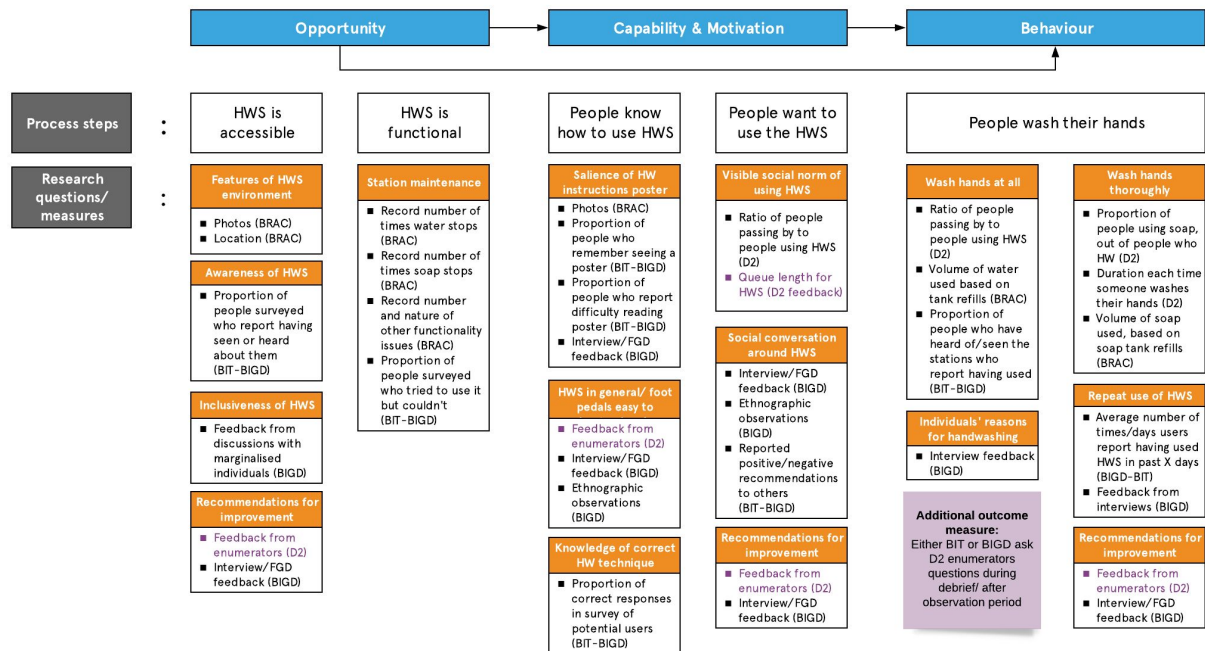 Opportunity
Capability & Motivation
Behaviour
Process steps
:
HWS is
accessible
HWS is
functional
People know
how to use HWS
People want to
use the HWS
People wash their hands
Research
questions/
measures
:
Features of HWS
environment
■ Photos (BRAC)
■ Location (BRAC)
Awareness of HWS
■ Proportion of
people surveyed
who report having
seen or heard
about them
(BIT-BIGD)
Inclusiveness of HWS
■ Feedback from
discussions with
marginalised
individuals (BIGD)
Recommendations for
improvement
■ Feedback from
enumerators (D2)
■ Interview/FGD
feedback (BIGD)
Station maintenance
■ Record number of
times water stops
(BRAC)
■ Record number of
times soap stops
(BRAC)
■ Record number
and nature of
other functionality
issues (BRAC)
■ Proportion of
people surveyed
who tried to use it
but couldn't
(BIT-BIGD)
Salience of HW
instructions poster
■ Photos (BRAC)
■ Proportion of
people who
remember seeing a
poster (BIT-BIGD)
■ Proportion of
people who report
difficulty reading
poster (BIT-BIGD)
■ Interview/FGD
feedback (BIGD)
HWS in general/ foot
pedals easy to
■ Feedback from
enumerators (D2)
■ Interview/FGD
feedback (BIGD)
■ Ethnographic
observations
(BIGD)
Knowledge of correct
HW technique
■ Proportion of
correct responses
in survey of
potential users
(BIT-BIGD)
Visible social norm of
using HWS
■ Ratio of people
passing by to
people using HWS
(D2)
■ Queue length for
HWS (D2 feedback)
Social conversation
around HWS
■ Interview/FGD
feedback (BIGD)
■ Ethnographic
observations
(BIGD)
■ Reported
positive/negative
recommendations
to others
(BIT-BIGD)
Recommendations for
improvement
■ Feedback from
enumerators (D2)
■ Interview/FGD
feedback (BIGD)
Wash hands at all
■ Ratio of people
passing by to
people using HWS
(D2)
■ Volume of water
used based on
tank refills (BRAC)
■ Proportion of
people who have
heard of/seen the
stations who
report having used
(BIT-BIGD)
Individuals' reasons
for handwashing
■ Interview feedback
(BIGD)
Additional outcome
measure:
Either BIT or BIGD ask
D2 enumerators
questions during
debrief/ after
observation period
Wash hands
thoroughly
■ Proportion of
people using soap,
out of people who
HW (D2)
■ Duration each time
someone washes
their hands (D2)
■ Volume of soap
used, based on
soap tank refills
(BRAC)
Repeat use of HWS
■ Average number of
times/days users
report having used
HWS in past X days
(BIGD-BIT)
■ Feedback from
interviews (BIGD)
Recommendations for
improvement
■ Feedback from
enumerators (D2)
■ Interview/FGD
feedback (BIGD)